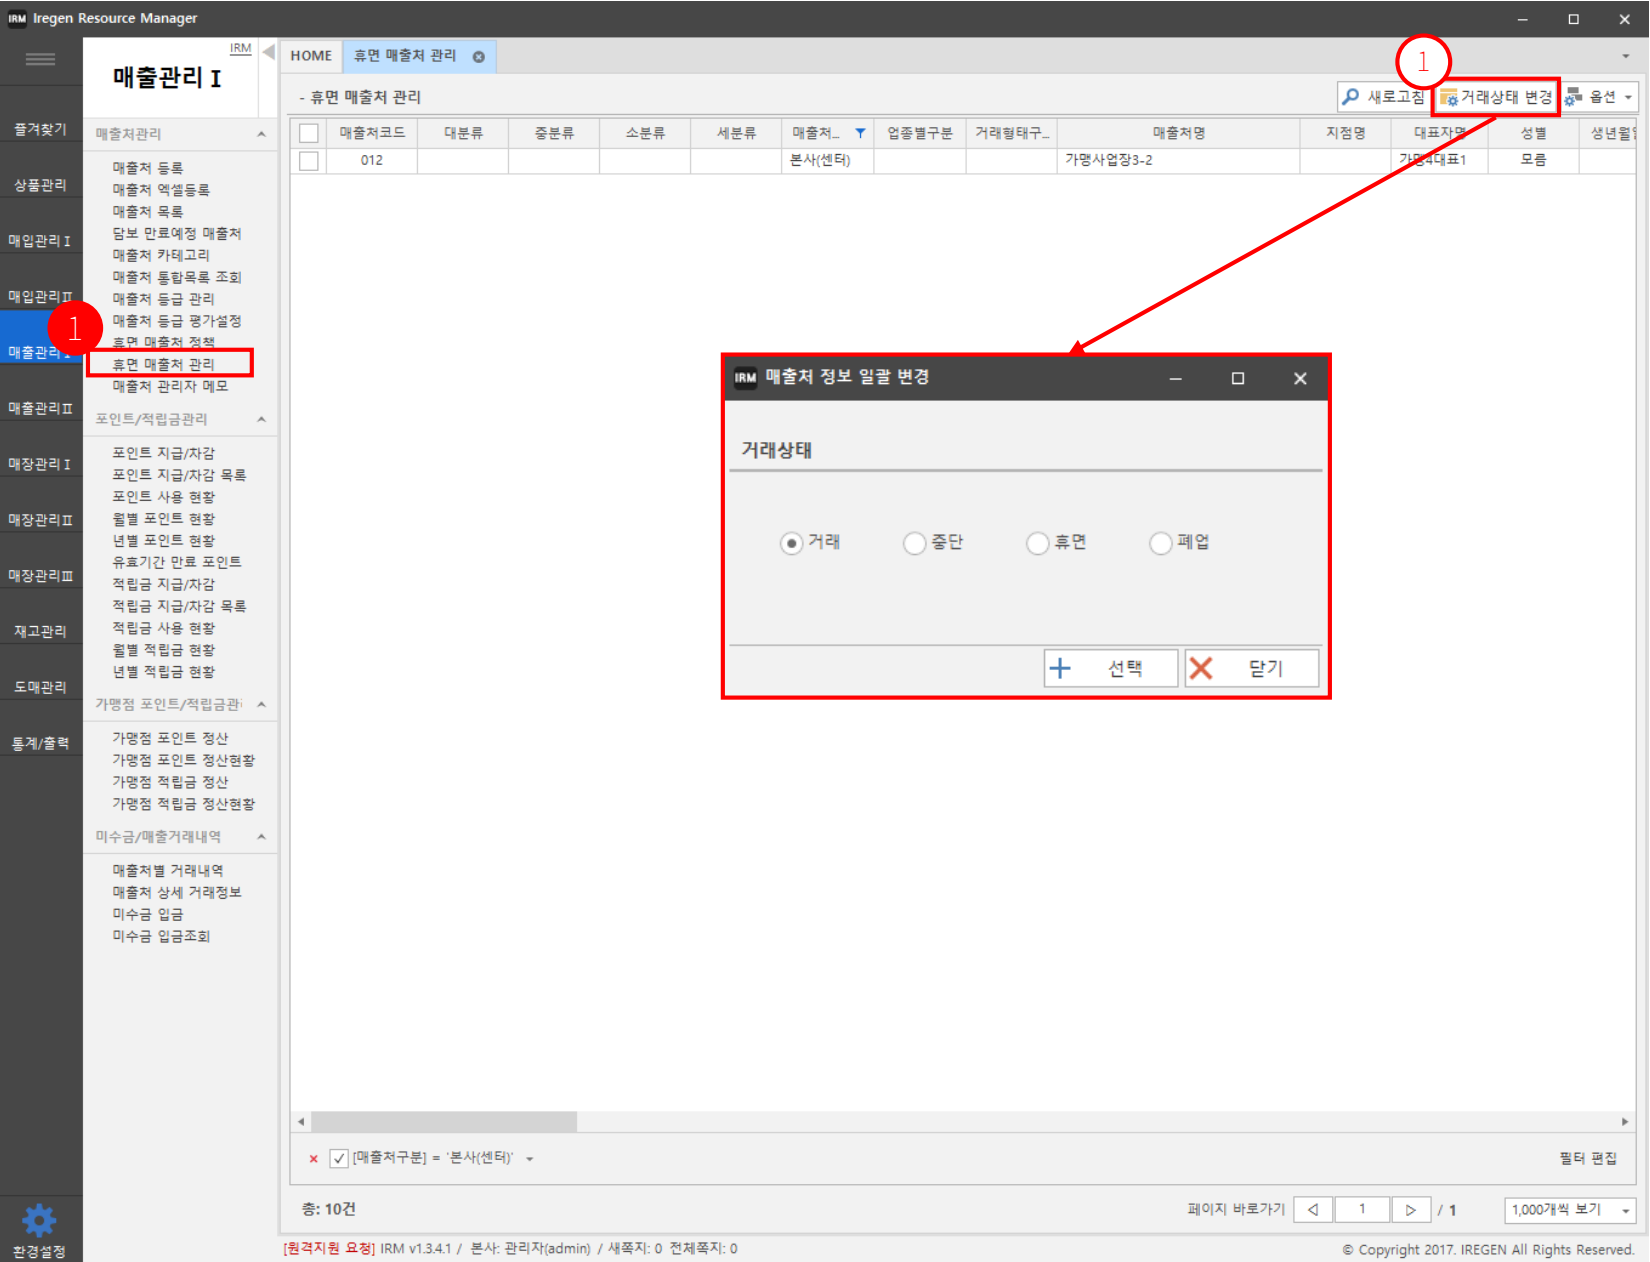 IRM Iregen Resource Manager
IRM
매출관리 I
즐겨찾기
상품관리
매입관리 I
매입관리 II
매출관리 I
매출관리 II
매장관리 I
매장관리 II
매장관리 III
재고관리
도매관리
통계/출력
환경설정
매출처관리
매출처 등록
매출처 엑셀등록
매출처 목록
담보 만료예정 매출처
매출처 카테고리
매출처 통합목록 조회
매출처 등급 관리
매출처 등급 평가설정
휴면 매출처 정책
휴면 매출처 관리
매출처 관리자 메모
1
포인트/적립금관리
포인트 지급/차감
포인트 지급/차감 목록
포인트 사용 현황
월별 포인트 현황
년별 포인트 현황
유효기간 만료 포인트
적립금 지급/차감
적립금 지급/차감 목록
적립금 사용 현황
월별 적립금 현황
년별 적립금 현황
가맹점 포인트/적립금관
가맹점 포인트 정산
가맹점 포인트 정산현황
가맹점 적립금 정산
가맹점 적립금 정산현황
미수금/매출거래내역
매출처별 거래내역
매출처 상세 거래정보
미수금 입금
미수금 입금조회
HOME 휴면 매출처 관리
1
- 휴면 매출처 관리 새로고침 거래상태 변경 옵션
매출처코드 대분류 중분류 소분류 세분류 매출처... 업종별구분 거래형태구... 매출처명 지점명 대표자명 성별 생년월
012 본사(센터) 가맹사업장3-2 가맹4대표1 모름
IRM 매출처 정보 일괄 변경
거래상태
거래 중단 휴면 폐업
선택 닫기
[매출처구분] = '본사(센터)' 필터 편집
총: 10건 페이지 바로가기 1 / 1 1,000개씩 보기
[원격지원 요청] IRM v1.3.4.1 / 본사: 관리자(admin) / 새쪽지: 0 전체쪽지: 0 © Copyright 2017. IREGEN All Rights Reserved.